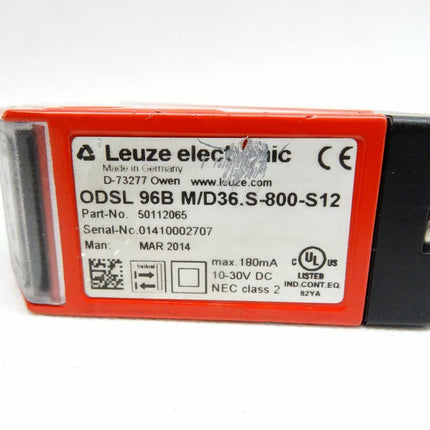 Leuze electronic CE
Made in Germany
D-73277 Owen www.leuze.com
ODSL 96B M/D36.S-800-S12
Part-No. 50112065
Serial-No.01410002707
Man: MAR 2014
max.180mA
10-30V DC
NEC class 2
C UL US
LISTED
IND.CONT.EQ
82YA